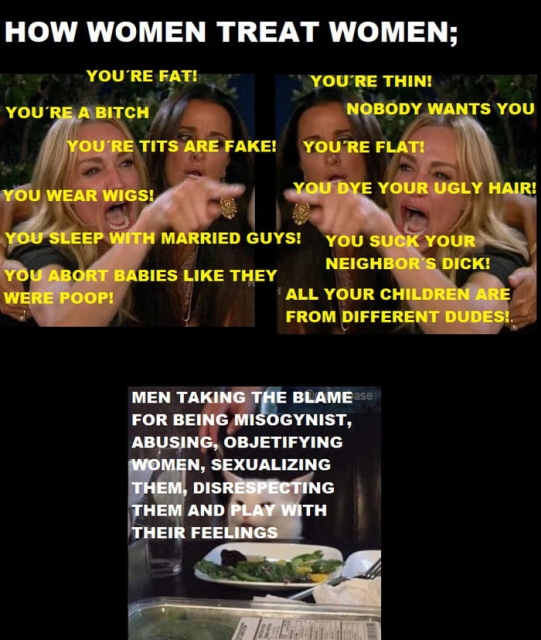 HOW WOMEN TREAT WOMEN;
YOU´RE FAT!
YOU´RE A BITCH
YOU´RE TITS ARE FAKE!
YOU WEAR WIGS!
YOU SLEEP WITH MARRIED GUYS!
YOU ABORT BABIES LIKE THEY
WERE POOP!
YOU´RE THIN!
NOBODY WANTS YOU
YOU´RE FLAT!
YOU DYE YOUR UGLY HAIR!
YOU SUCK YOUR
NEIGHBOR´S DICK!
ALL YOUR CHILDREN ARE
FROM DIFFERENT DUDES!
MEN TAKING THE BLAME
FOR BEING MISOGYNIST,
ABUSING, OBJETIFYING
WOMEN, SEXUALIZING
THEM, DISRESPECTING
THEM AND PLAY WITH
THEIR FEELINGS